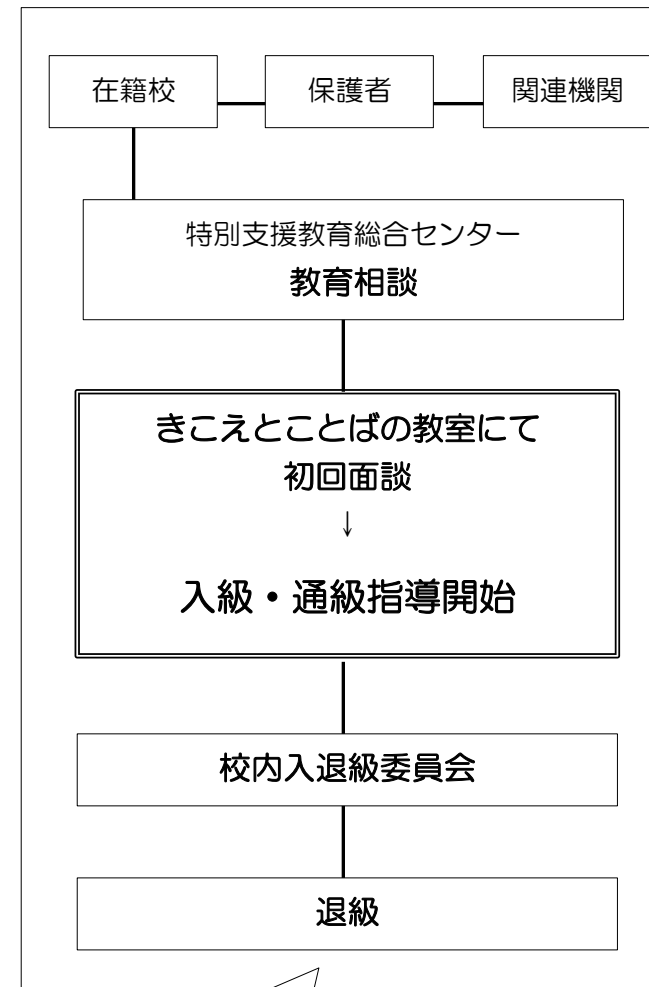 在籍校 保護者 関連機関
特別支援教育総合センター
教育相談
きこえとことばの教室にて
初回面談
↓
入級・通級指導開始
校内入退級委員会
退級